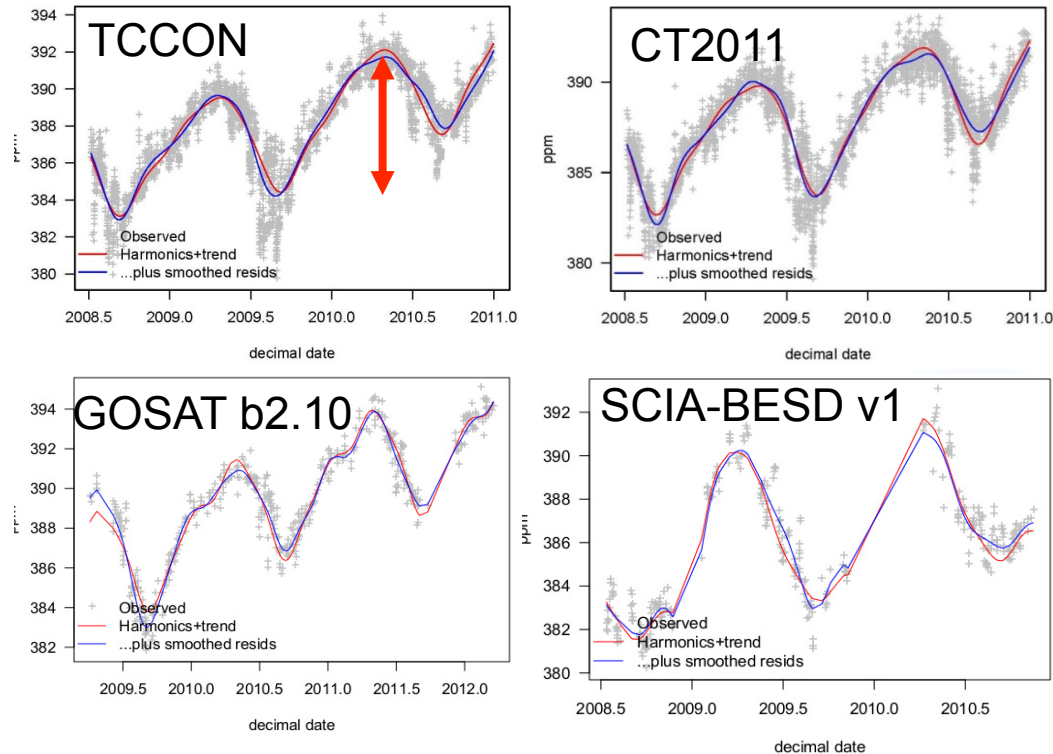 TCCON
394
392
390
388
386
384
382
380
ppm
Observed
Harmonics+trend
...plus smoothed resids
2008.5 2009.0 2009.5 2010.0 2010.5 2011.0
decimal date
CT2011
390
385
380
ppm
Observed
Harmonics+trend
...plus smoothed resids
2008.5 2009.0 2009.5 2010.0 2010.5 2011.0
decimal date
GOSAT b2.10
394
392
390
388
386
384
382
ppm
Observed
Harmonics+trend
...plus smoothed resids
2009.5 2010.0 2010.5 2011.0 2011.5 2012.0
decimal date
SCIA-BESD v1
392
390
388
386
384
382
380
ppm
Observed
Harmonics+trend
...plus smoothed resids
2008.5 2009.0 2009.5 2010.0 2010.5
decimal date